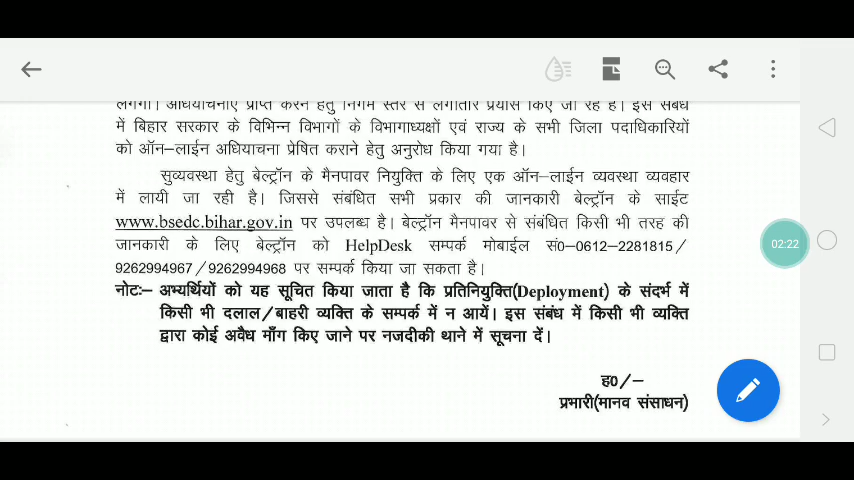 लगेगा। अधियाचनाएं प्राप्त करने हेतु निगम स्तर से लगातार प्रयास किए जा रहे हैं। इस संबंध
में बिहार सरकार के विभिन्न विभागों के विभागाध्यक्षों एवं राज्य के सभी जिला पदाधिकारियों
को ऑन–लाईन अधियाचना प्रेषित कराने हेतु अनुरोध किया गया है।
सुव्यवस्था हेतु बेल्ट्रॉन के मैनपावर नियुक्ति के लिए एक ऑन–लाईन व्यवस्था व्यवहार
में लायी जा रही है। जिससे संबंधित सभी प्रकार की जानकारी बेल्ट्रॉन के साईट
www.bsedc.bihar.gov.in पर उपलब्ध है। बेल्ट्रॉन मैनपावर से संबंधित किसी भी तरह की
जानकारी के लिए बेल्ट्रॉन को HelpDesk सम्पर्क मोबाईल सं0–0612–2281815/
9262994967/9262994968 पर सम्पर्क किया जा सकता है।
नोटः– अभ्यर्थियों को यह सूचित किया जाता है कि प्रतिनियुक्ति(Deployment) के संदर्भ में
किसी भी दलाल/बाहरी व्यक्ति के सम्पर्क में न आयें। इस संबंध में किसी भी व्यक्ति
द्वारा कोई अवैध माँग किए जाने पर नजदीकी थाने में सूचना दें।
ह0/–
प्रभारी(मानव संसाधन)
02:22